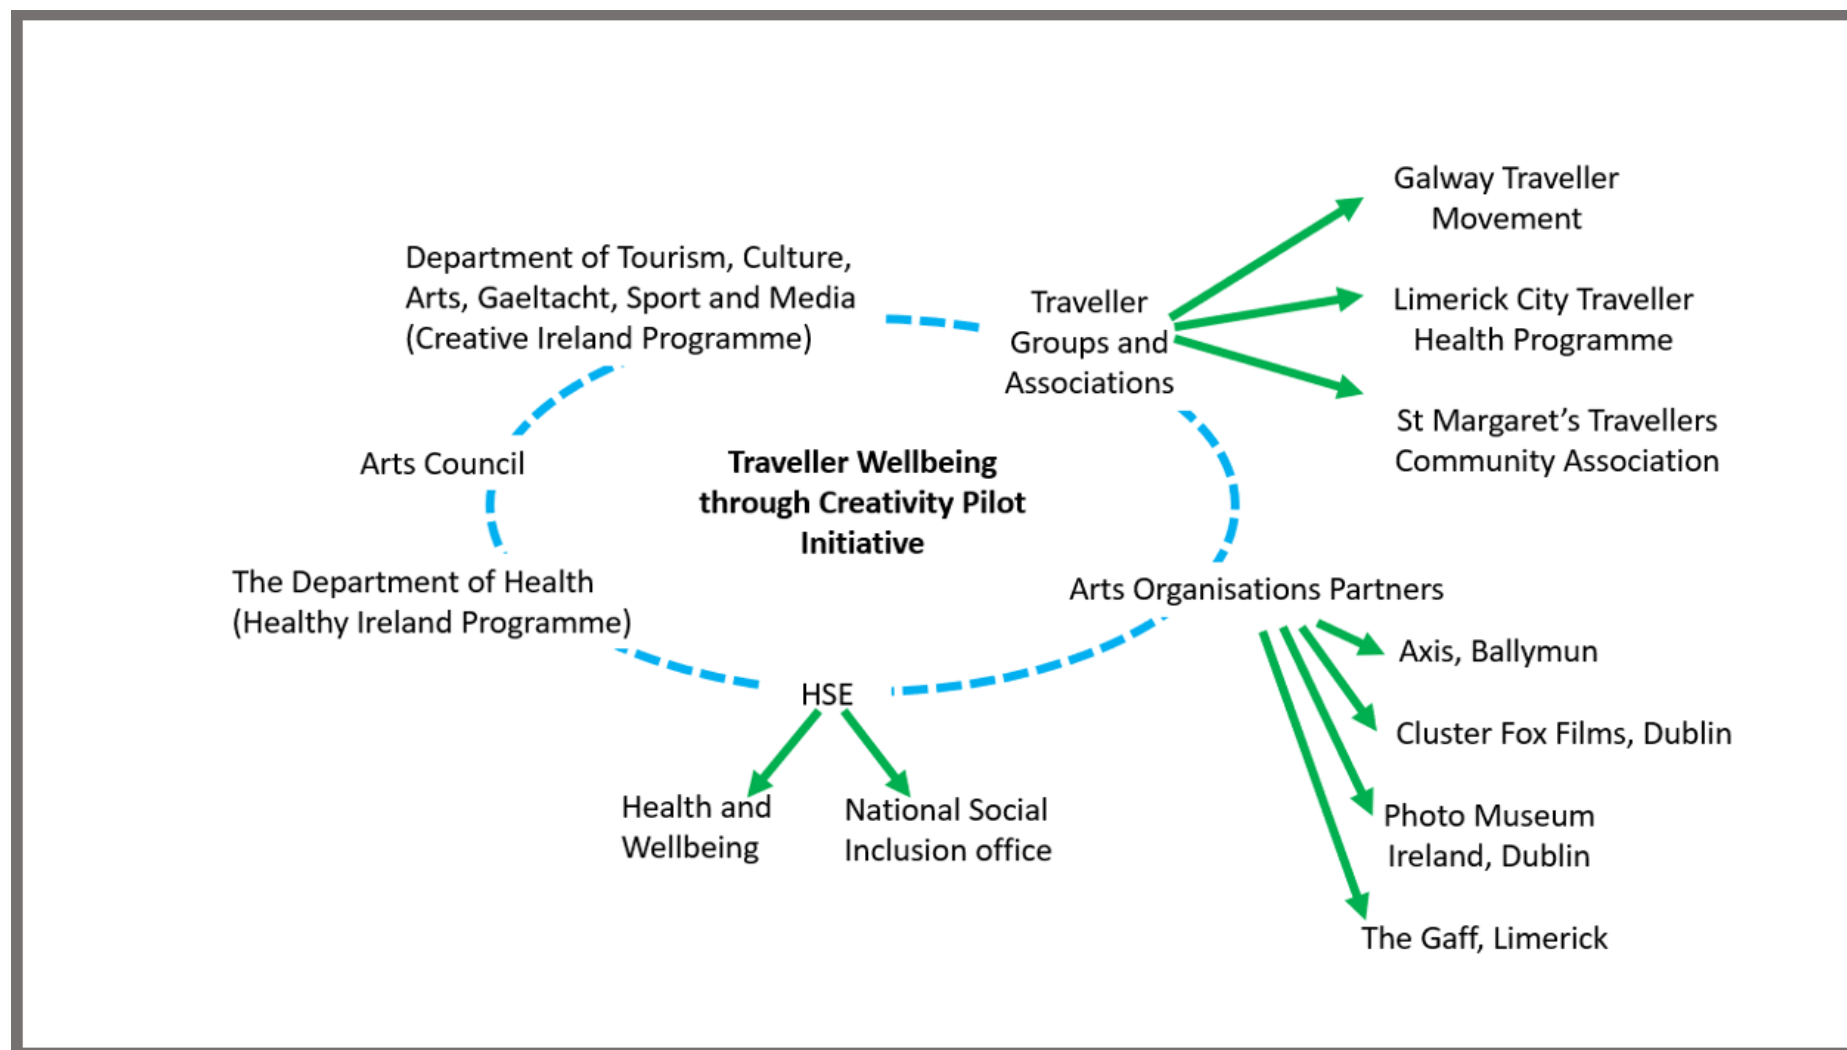 Department of Tourism, Culture,
Arts, Gaeltacht, Sport and Media
(Creative Ireland Programme)
Traveller
Groups and
Associations
Galway Traveller
Movement
Limerick City Traveller
Health Programme
St Margaret’s Travellers
Community Association
Arts Council
Traveller Wellbeing
through Creativity Pilot
Initiative
The Department of Health
(Healthy Ireland Programme)
Arts Organisations Partners
Axis, Ballymun
Cluster Fox Films, Dublin
Photo Museum
Ireland, Dublin
The Gaff, Limerick
HSE
Health and
Wellbeing
National Social
Inclusion office